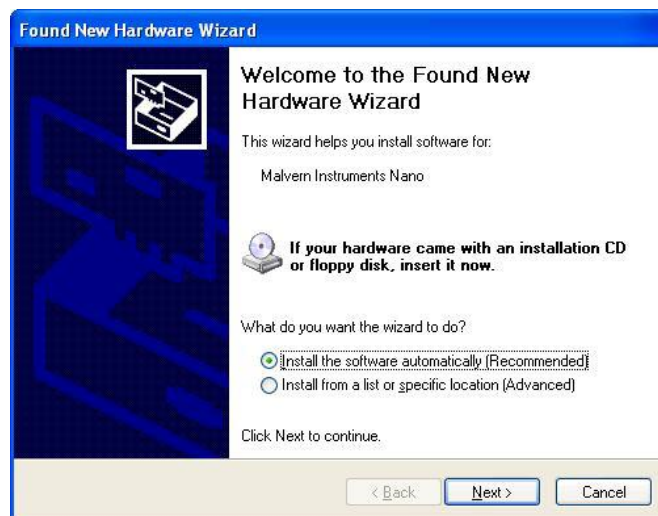 Found New Hardware Wizard
Welcome to the Found New
Hardware Wizard
This wizard helps you install software for:
Malvern Instruments Nano
If your hardware came with an installation CD
or floppy disk, insert it now.
What do you want the wizard to do?
Install the software automatically (Recommended)
Install from a list or specific location (Advanced)
Click Next to continue.
< Back
Next >
Cancel